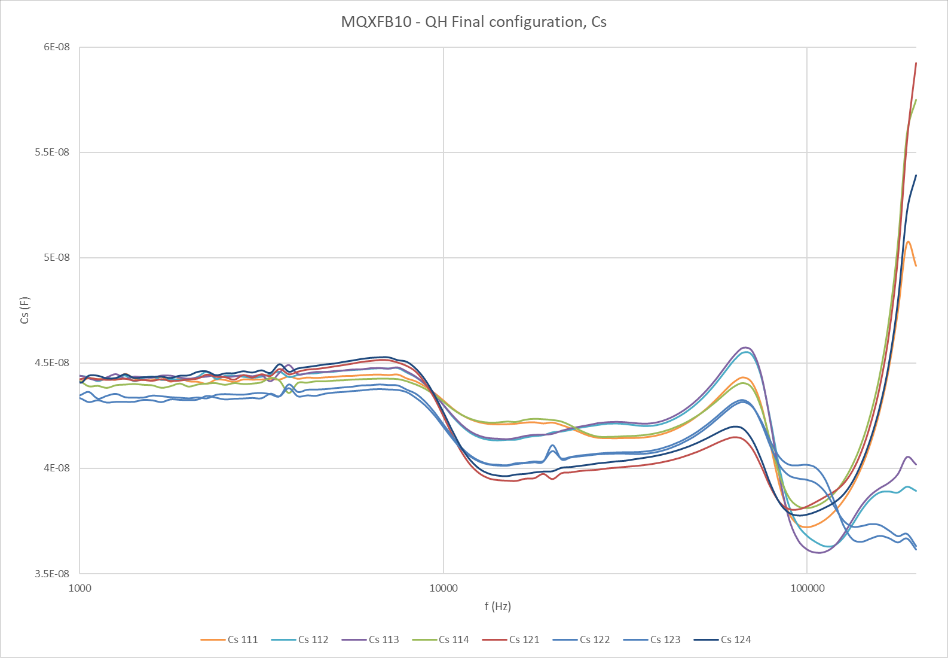 MQXFB10 - QH Final configuration, Cs
6E-08
5.5E-08
5E-08
4.5E-08
4E-08
3.5E-08
Cs (F)
1000 10000 100000
f (Hz)
Cs 111 Cs 112 Cs 113 Cs 114 Cs 121 Cs 122 Cs 123 Cs 124